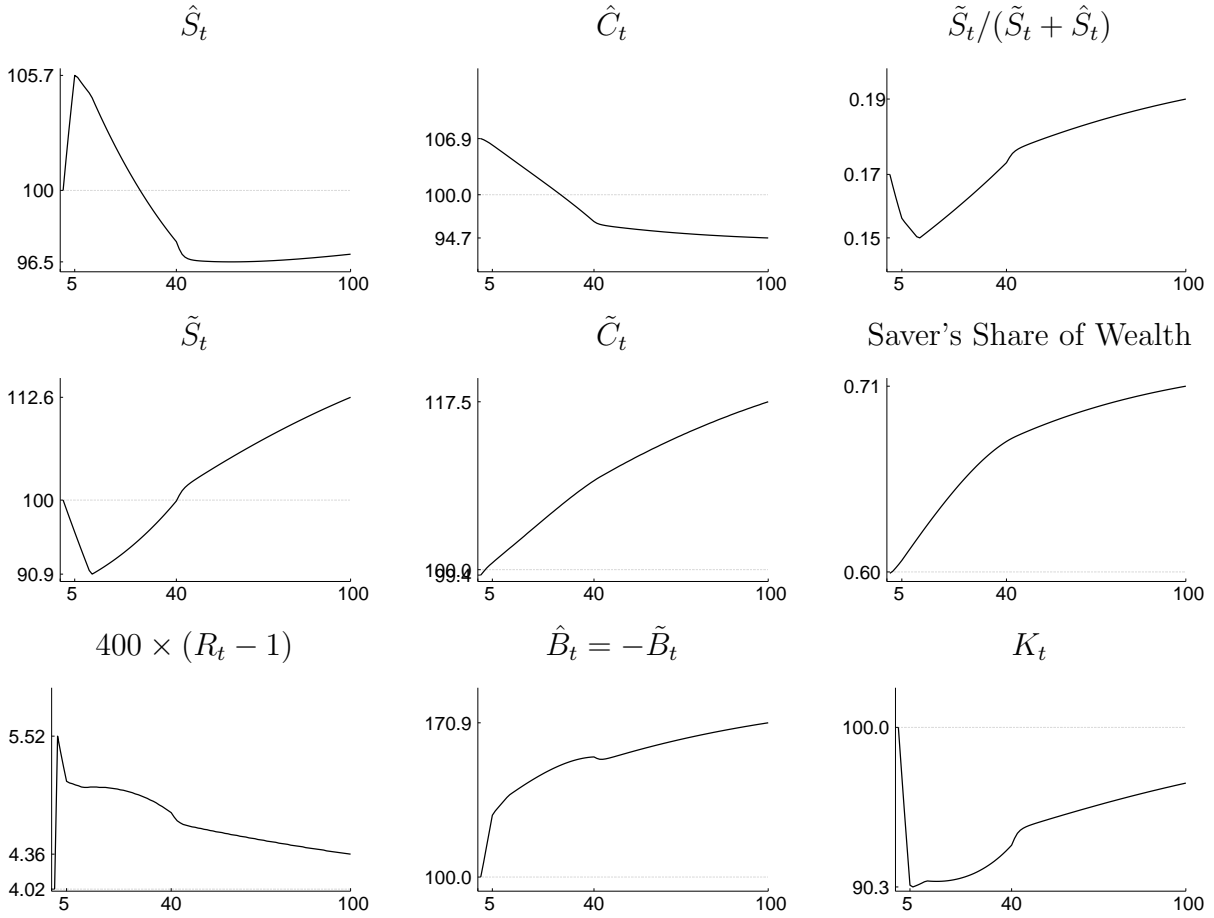 Ŝ_t
105.7
100
96.5
5 40 100
Ĉ_t
106.9
100.0
94.7
5 40 100
S̃_t/(S̃_t + Ŝ_t)
0.19
0.17
0.15
5 40 100
S̃_t
112.6
100
90.9
5 40 100
C̃_t
117.5
100.0
99.4
5 40 100
Saver's Share of Wealth
0.71
0.60
5 40 100
400 × (R_t − 1)
5.52
4.36
4.02
5 40 100
B̂_t = −B̃_t
170.9
100.0
5 40 100
K_t
100.0
90.3
5 40 100